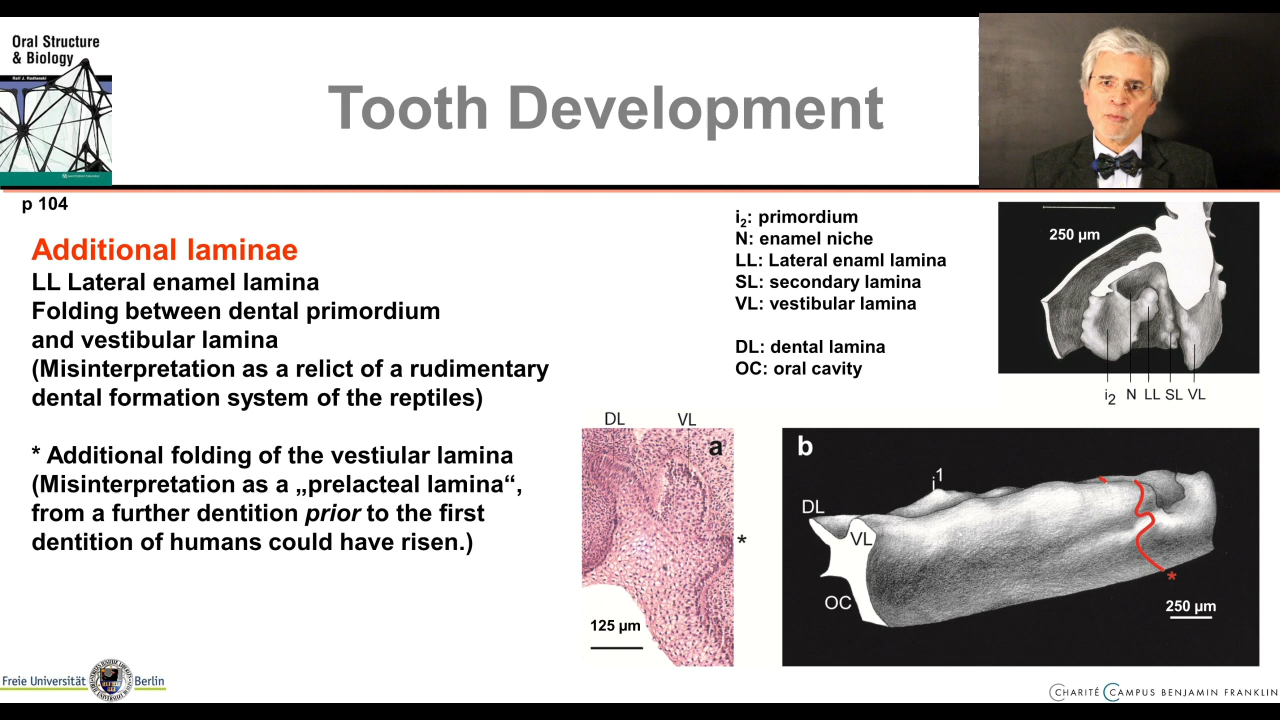 Oral Structure
& Biology
Ralf J. Radlanski
Tooth Development
p 104
Additional laminae
LL Lateral enamel lamina
Folding between dental primordium
and vestibular lamina
(Misinterpretation as a relict of a rudimentary
dental formation system of the reptiles)
* Additional folding of the vestiular lamina
(Misinterpretation as a „prelacteal lamina“,
from a further dentition prior to the first
dentition of humans could have risen.)
i2: primordium
N: enamel niche
LL: Lateral enaml lamina
SL: secondary lamina
VL: vestibular lamina
DL: dental lamina
OC: oral cavity
250 µm
i2 N LL SL VL
DL VL
a
*
125 µm
b
i1
DL
VL
OC
*
250 µm
Freie Universität Berlin
CHARITÉ CAMPUS BENJAMIN FRANKLIN